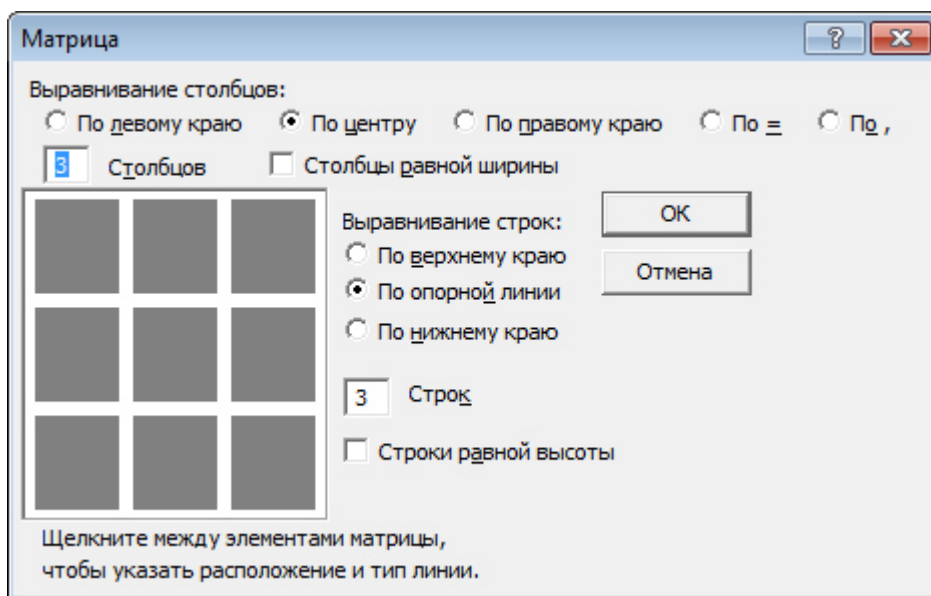 Матрица
Выравнивание столбцов:
По левому краю По центру По правому краю По = По ,
3 Столбцов Столбцы равной ширины
Выравнивание строк:
По верхнему краю
По опорной линии
По нижнему краю
3 Строк
Строки равной высоты
ОК
Отмена
Щелкните между элементами матрицы,
чтобы указать расположение и тип линии.